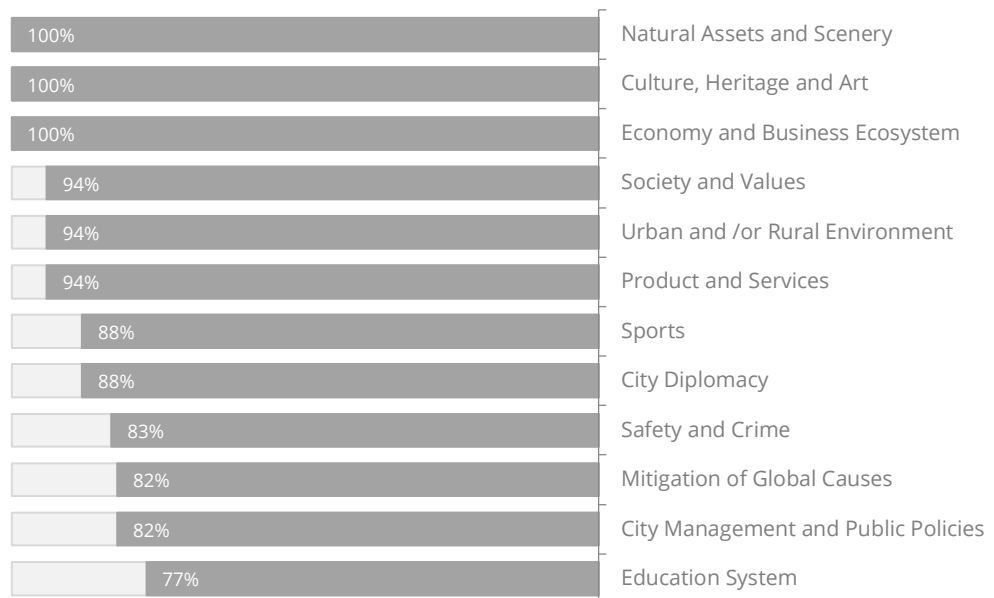 100% Natural Assets and Scenery
100% Culture, Heritage and Art
100% Economy and Business Ecosystem
94% Society and Values
94% Urban and /or Rural Environment
94% Product and Services
88% Sports
88% City Diplomacy
83% Safety and Crime
82% Mitigation of Global Causes
82% City Management and Public Policies
77% Education System